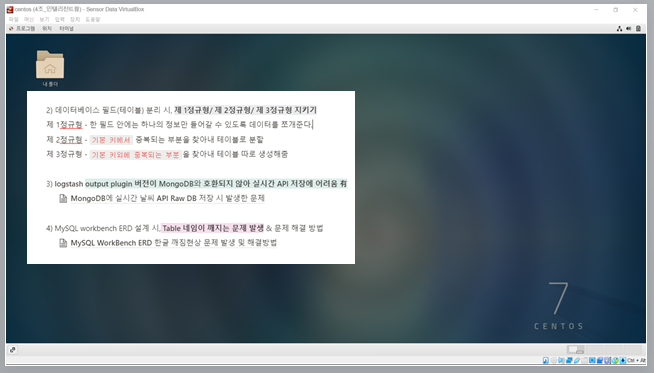 centos (4조_인텔리전트팜) - Sensor Data VirtualBox
파일 머신 보기 입력 장치 도움말
프로그램 위치 터미널
내 폴더
2) 데이터베이스 필드(테이블) 분리 시, 제 1정규형/ 제 2정규형/ 제 3정규형 지키기
제 1정규형 - 한 필드 안에는 하나의 정보만 들어갈 수 있도록 데이터를 쪼개준다.
제 2정규형 - 기본 키에서 중복되는 부분을 찾아내 테이블로 분할
제 3정규형 - 기본 키외에 중복되는 부분 을 찾아내 테이블 따로 생성해줌
3) logstash output plugin 버전이 MongoDB와 호환되지 않아 실시간 API 저장에 어려움 有
MongoDB에 실시간 날씨 API Raw DB 저장 시 발생한 문제
4) MySQL workbench ERD 설계 시, Table 네임이 깨지는 문제 발생 & 문제 해결 방법
MySQL WorkBench ERD 한글 깨짐현상 문제 발생 및 해결방법
7
CENTOS
Ctrl + Alt